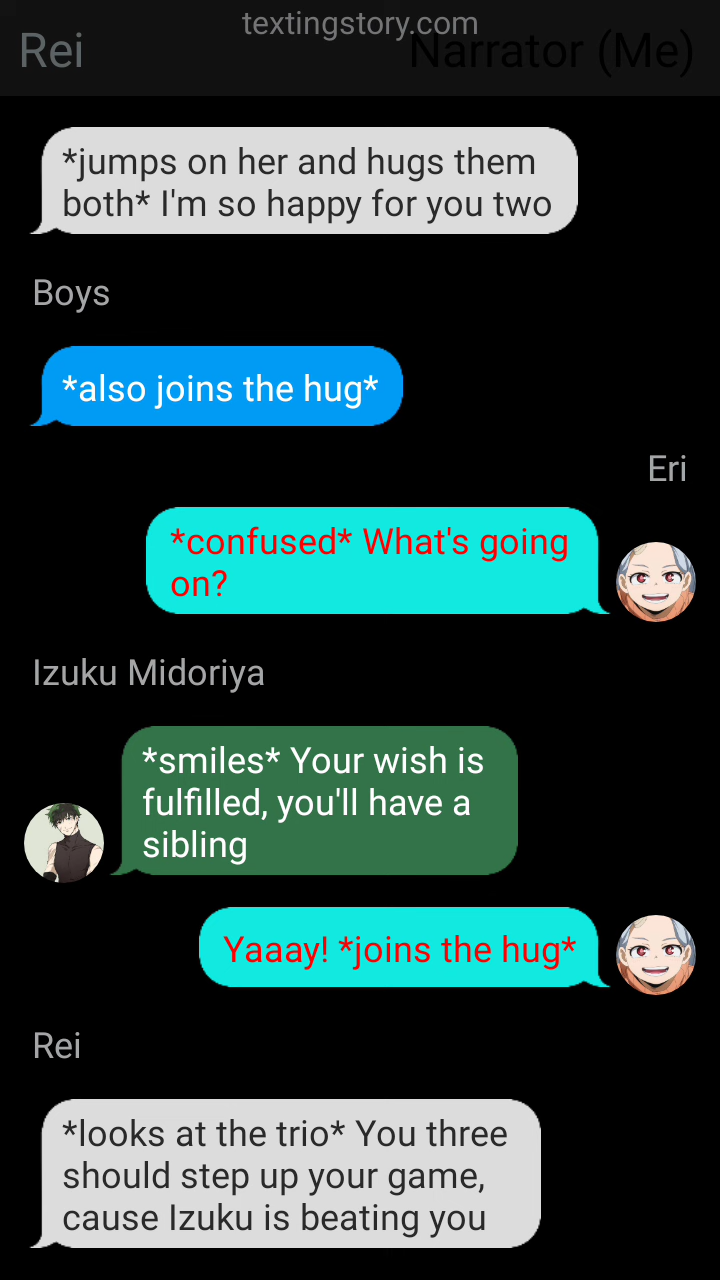 textingstory.com
Rei
Narrator (Me)
*jumps on her and hugs them
both* I'm so happy for you two
Boys
*also joins the hug*
Eri
*confused* What's going
on?
Izuku Midoriya
*smiles* Your wish is
fulfilled, you'll have a
sibling
Yaaay! *joins the hug*
Rei
*looks at the trio* You three
should step up your game,
cause Izuku is beating you